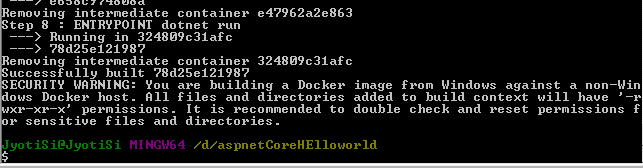 ---> e658c974808a
Removing intermediate container e47962a2e863
Step 8 : ENTRYPOINT dotnet run
---> Running in 324809c31afc
---> 78d25e121987
Removing intermediate container 324809c31afc
Successfully built 78d25e121987
SECURITY WARNING: You are building a Docker image from Windows against a non-Win
dows Docker host. All files and directories added to build context will have '-r
wxr-xr-x' permissions. It is recommended to double check and reset permissions f
or sensitive files and directories.
JyotiSi@JyotiSi MINGW64 /d/aspnetCoreHElloworld
$